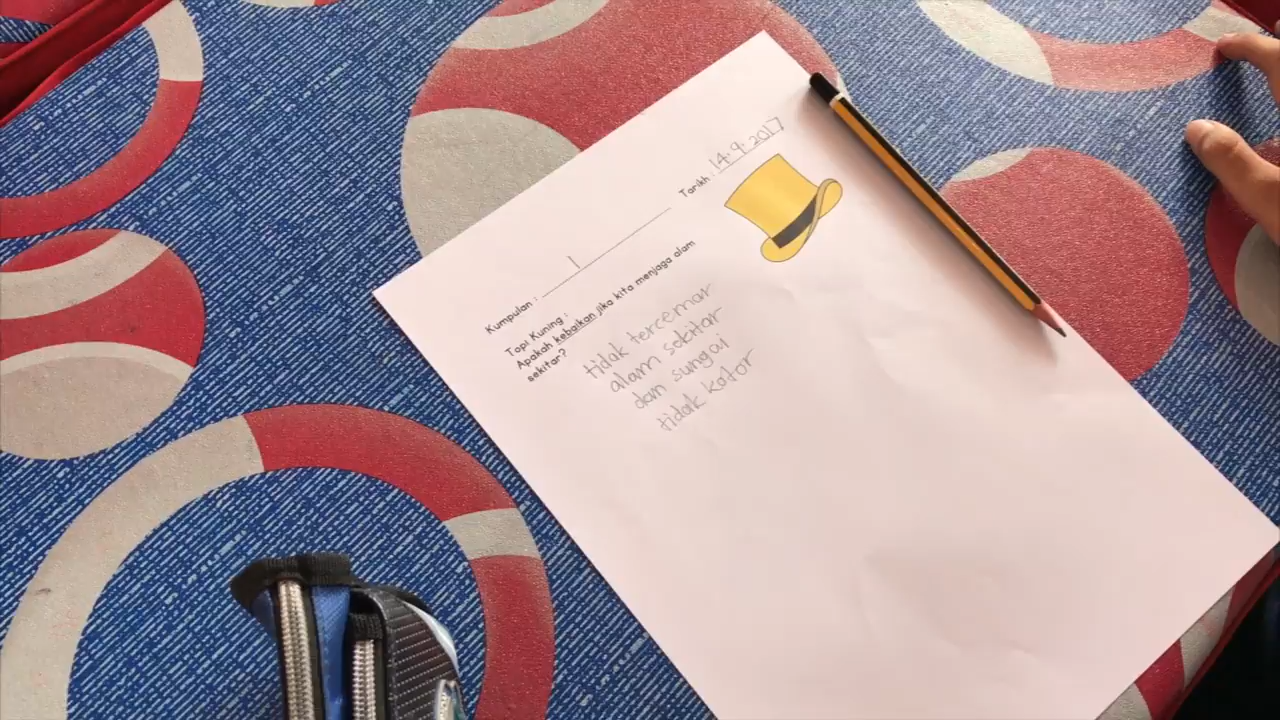 Kumpulan : 1
Tarikh : 14.9.2017
Topi Kuning :
Apakah kebaikan jika kita menjaga alam
sekitar?
tidak tercemar
alam sekitar
dan sungai
tidak kotor